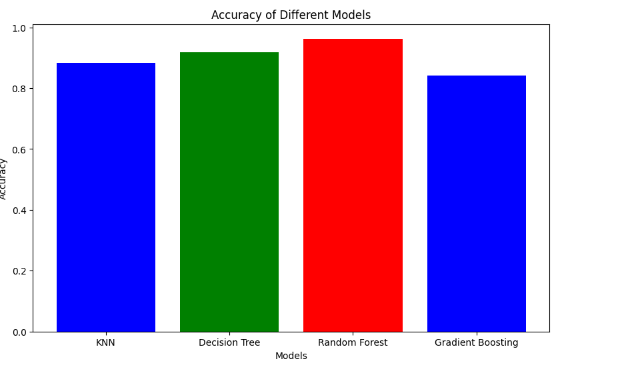 Accuracy of Different Models
1.0
0.8
0.6
0.4
0.2
0.0
Accuracy
KNN Decision Tree Random Forest Gradient Boosting
Models